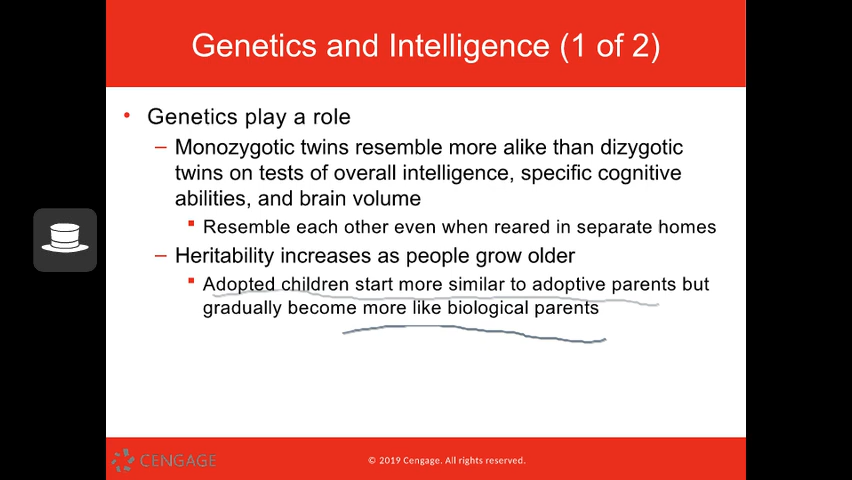 Genetics and Intelligence (1 of 2)
• Genetics play a role
– Monozygotic twins resemble more alike than dizygotic
twins on tests of overall intelligence, specific cognitive
abilities, and brain volume
▪ Resemble each other even when reared in separate homes
– Heritability increases as people grow older
▪ Adopted children start more similar to adoptive parents but
gradually become more like biological parents
CENGAGE
© 2019 Cengage. All rights reserved.